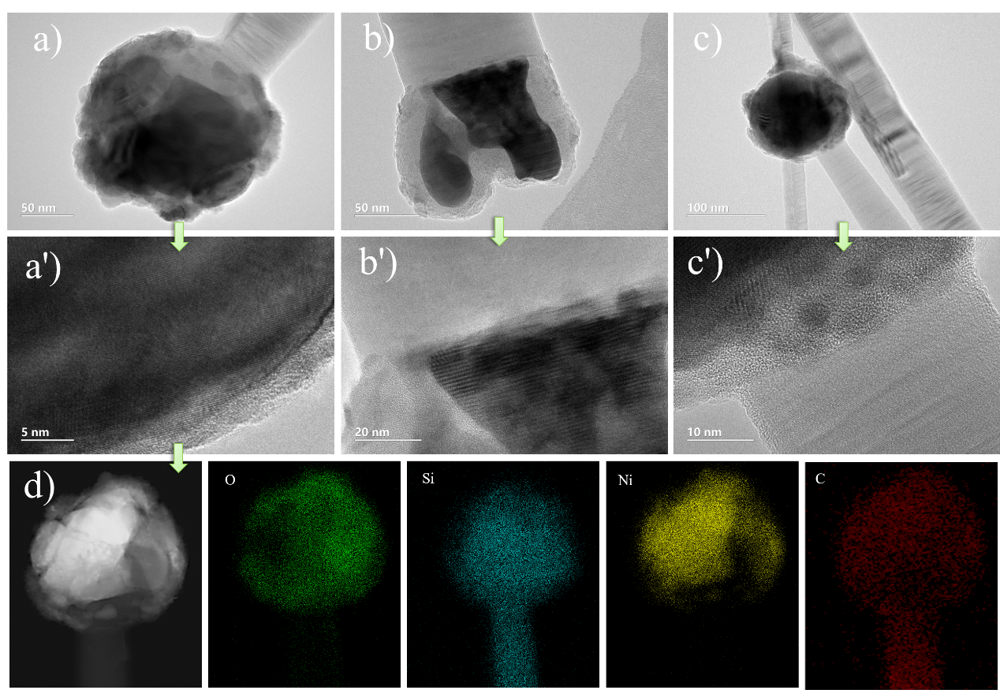 a)
b)
c)
50 nm
50 nm
100 nm
a')
b')
c')
5 nm
20 nm
10 nm
d)
O
Si
Ni
C